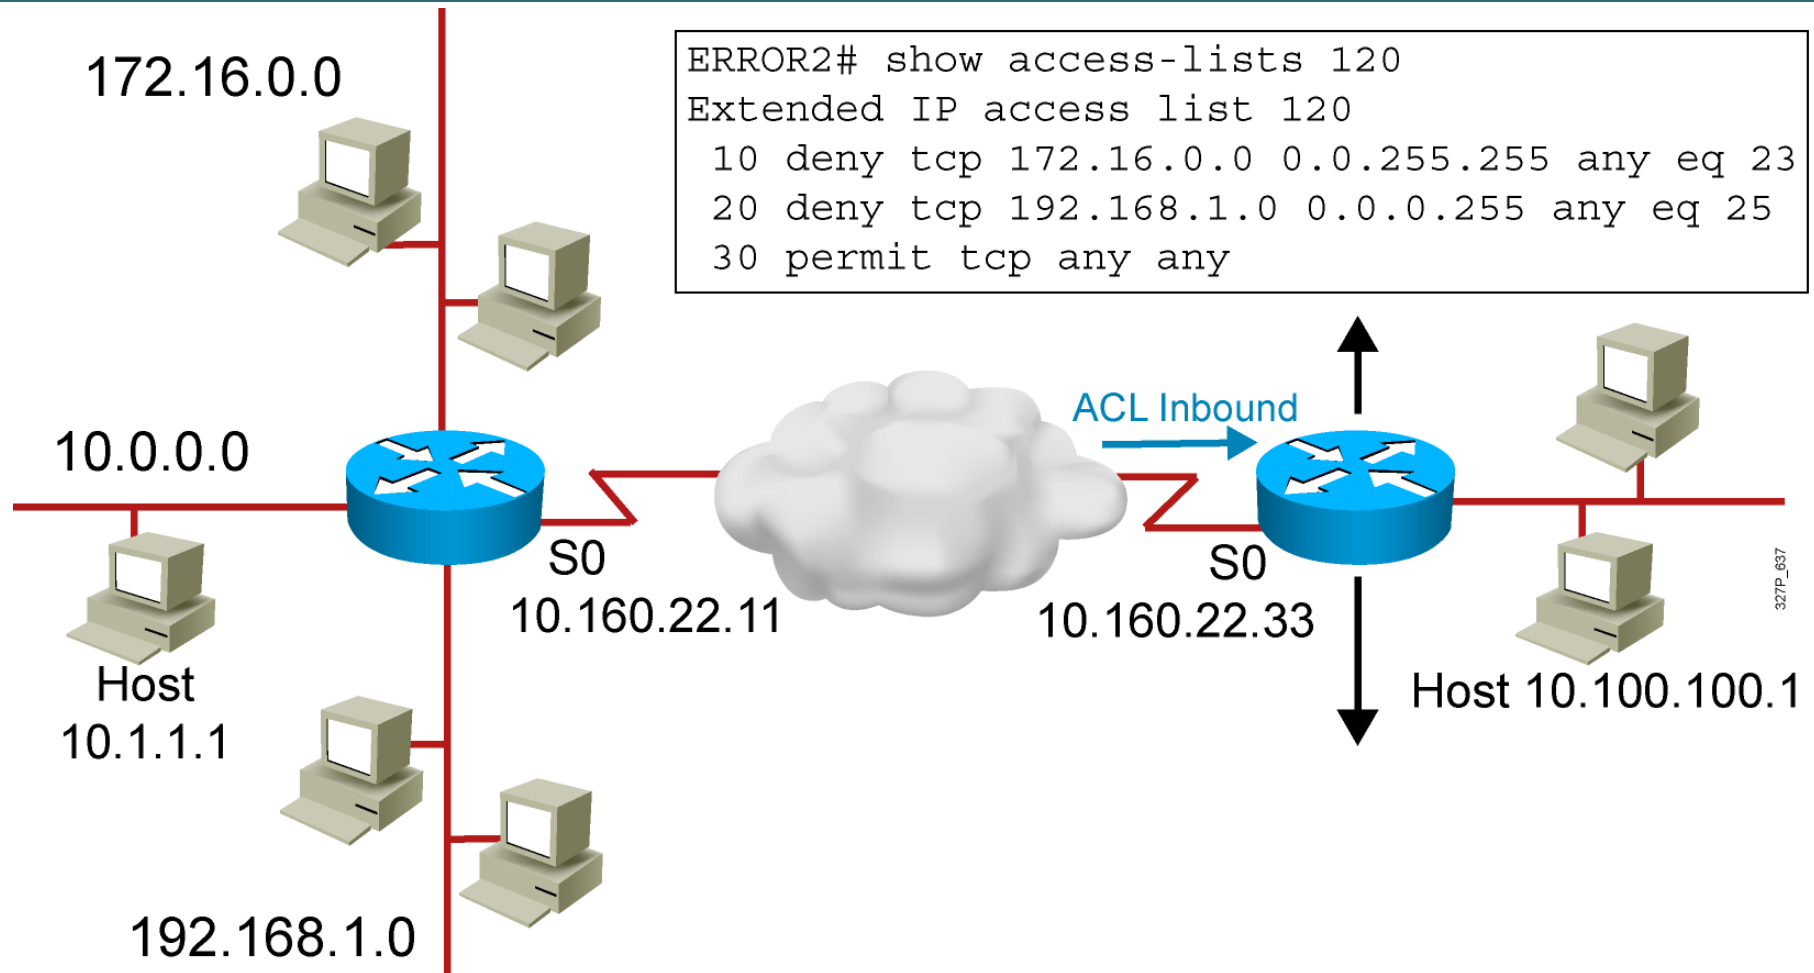 172.16.0.0
ERROR2# show access-lists 120
Extended IP access list 120
10 deny tcp 172.16.0.0 0.0.255.255 any eq 23
20 deny tcp 192.168.1.0 0.0.0.255 any eq 25
30 permit tcp any any
ACL Inbound
10.0.0.0
S0
10.160.22.11
S0
10.160.22.33
327P_637
Host
10.1.1.1
Host 10.100.100.1
192.168.1.0